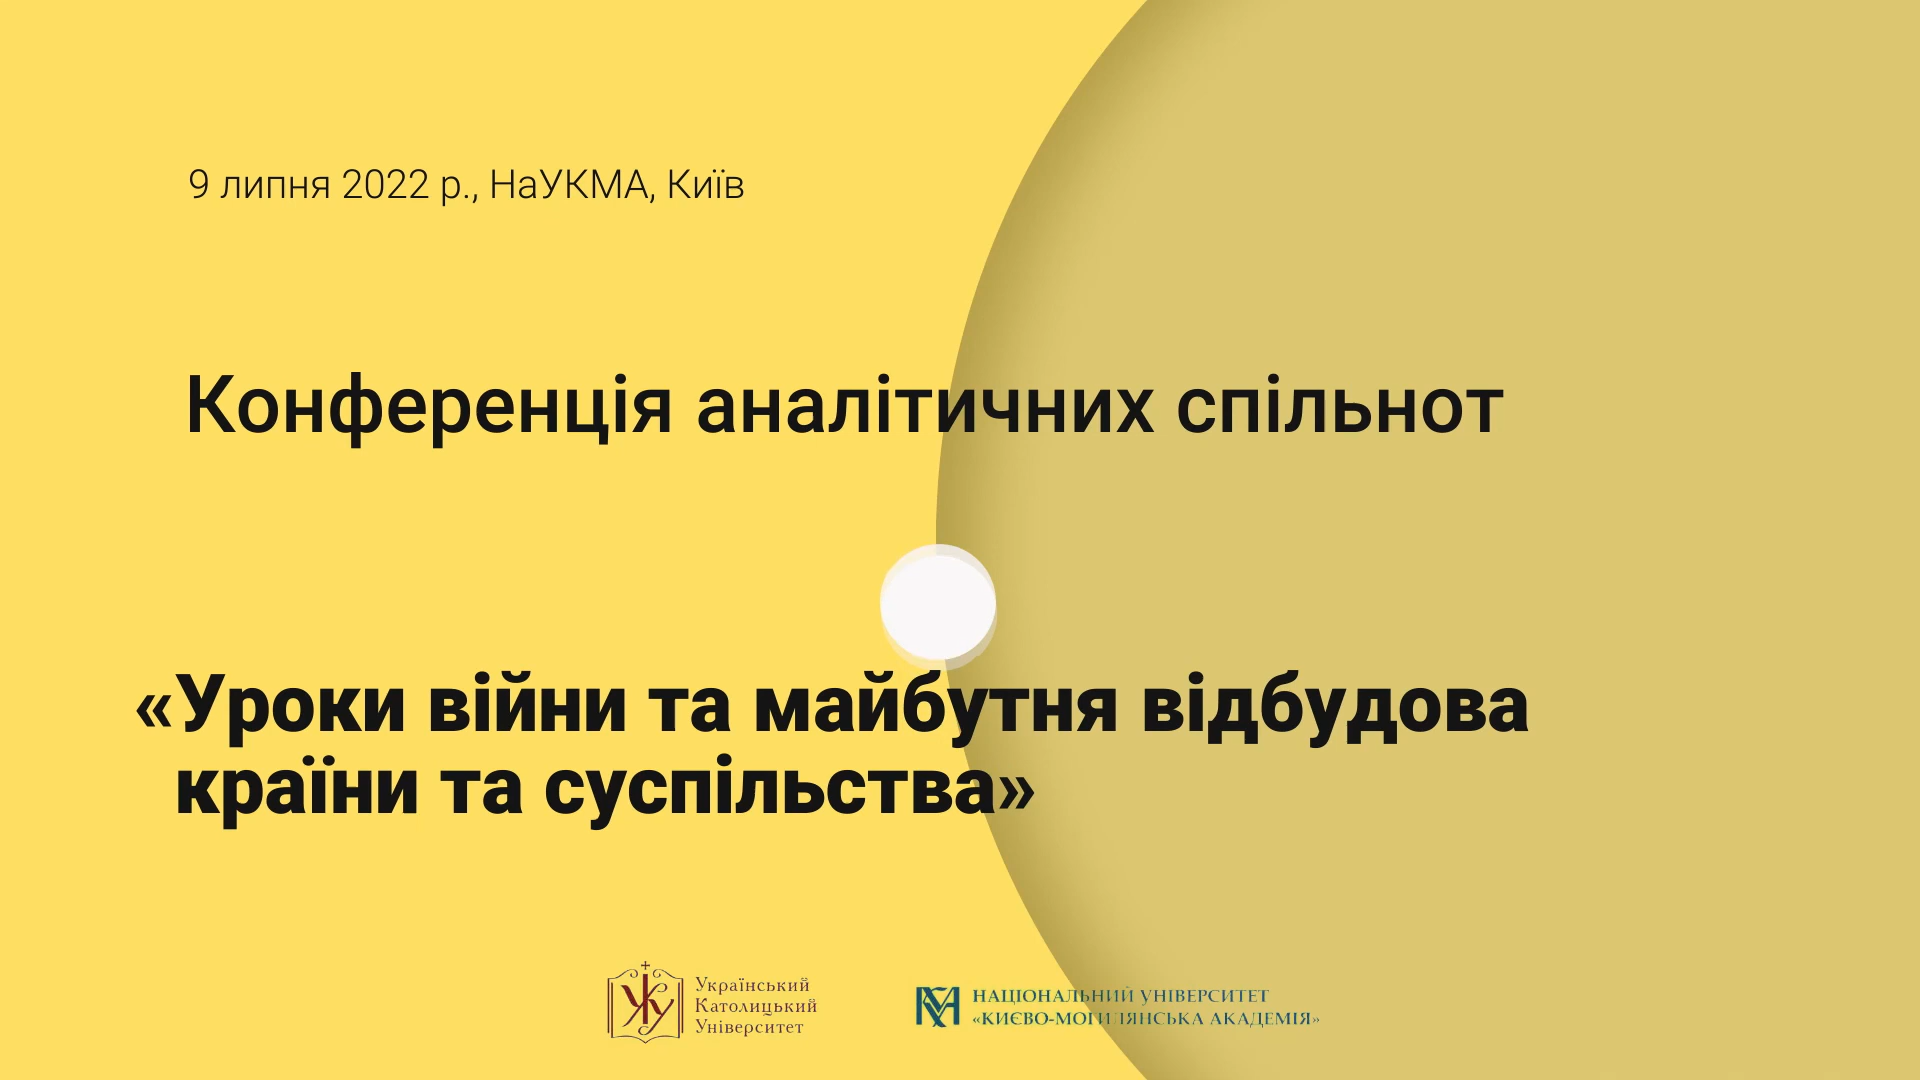 9 липня 2022 р., НаУКМА, Київ
Конференція аналітичних спільнот
«Уроки війни та майбутня відбудова
країни та суспільства»
Український
Католицький
Університет
НАЦІОНАЛЬНИЙ УНІВЕРСИТЕТ
«КИЄВО-МОГИЛЯНСЬКА АКАДЕМІЯ»